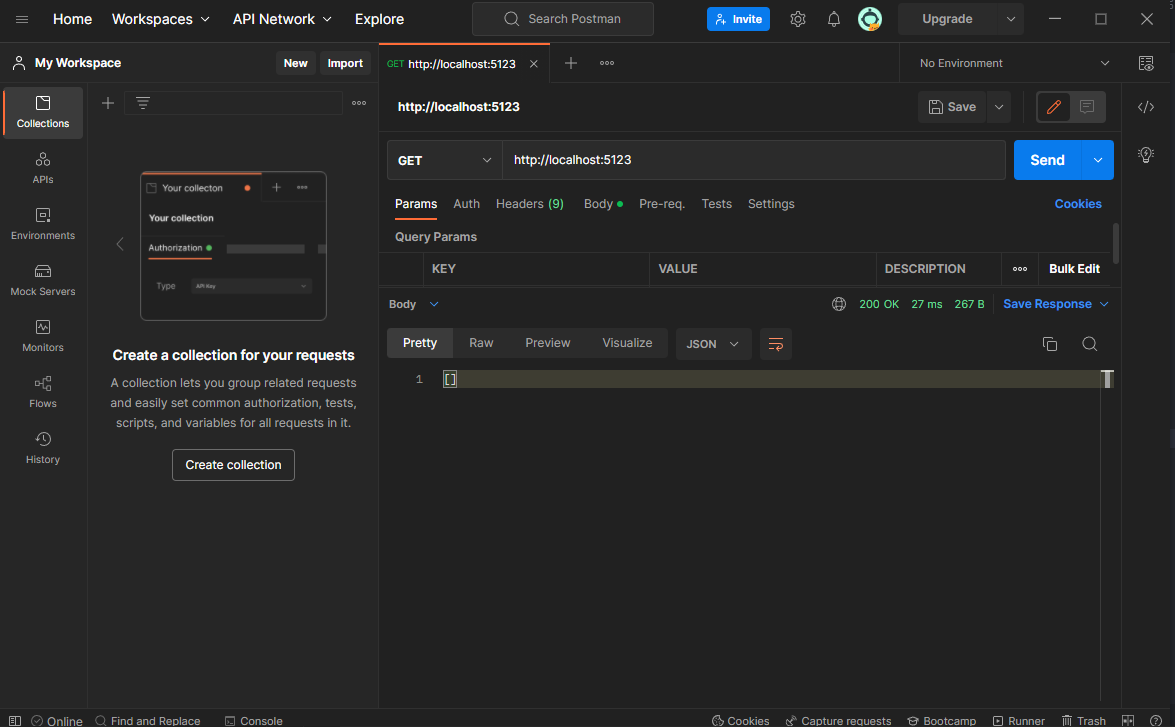 Home Workspaces API Network Explore Search Postman Invite Upgrade
My Workspace New Import GET http://localhost:5123 No Environment
Collections
APIs
Environments
Mock Servers
Monitors
Flows
History
Your collecton
Your collection
Authorization
Type API Key
Create a collection for your requests
A collection lets you group related requests
and easily set common authorization, tests,
scripts, and variables for all requests in it.
Create collection
http://localhost:5123 Save
GET http://localhost:5123 Send
Params Auth Headers (9) Body Pre-req. Tests Settings Cookies
Query Params
KEY VALUE DESCRIPTION Bulk Edit
Body 200 OK 27 ms 267 B Save Response
Pretty Raw Preview Visualize JSON
1 []
Online Find and Replace Console Cookies Capture requests Bootcamp Runner Trash